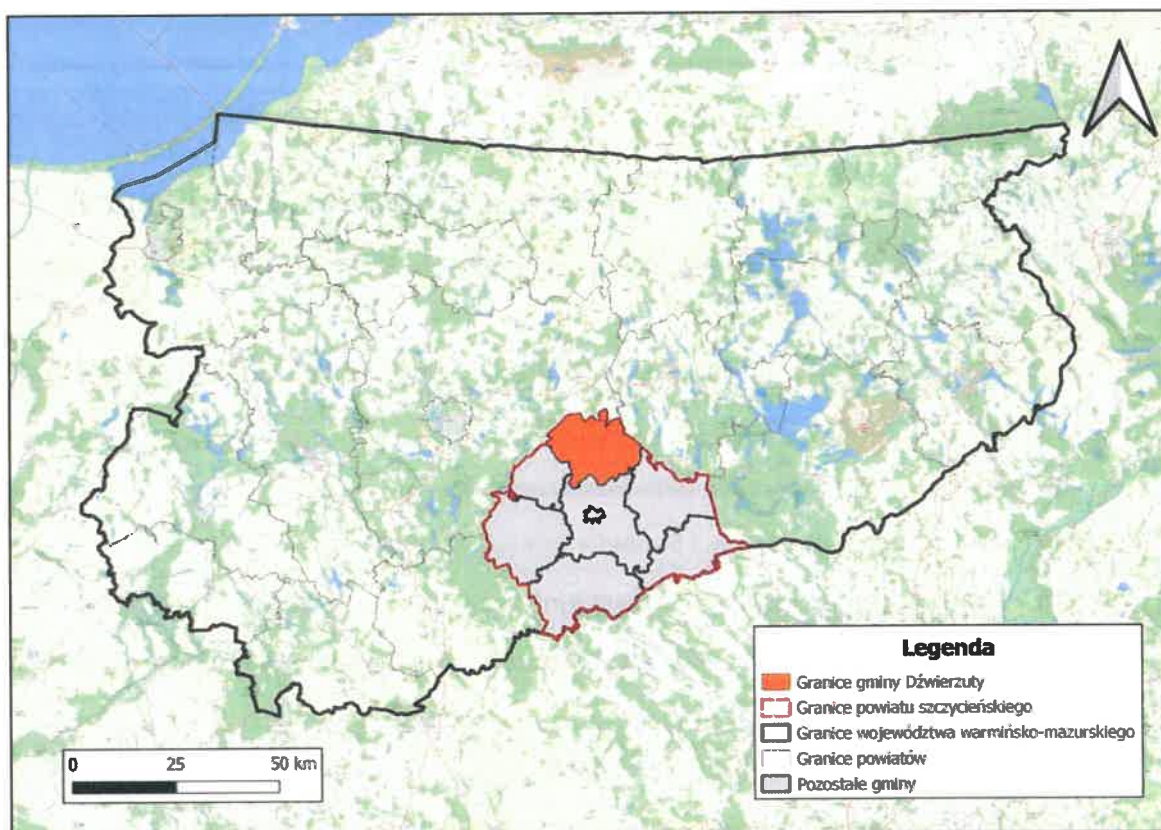 Legenda
Granice gminy Dźwierzuty
Granice powiatu szczycieńskiego
Granice województwa warmińsko-mazurskiego
Granice powiatów
Pozostałe gminy
0 25 50 km